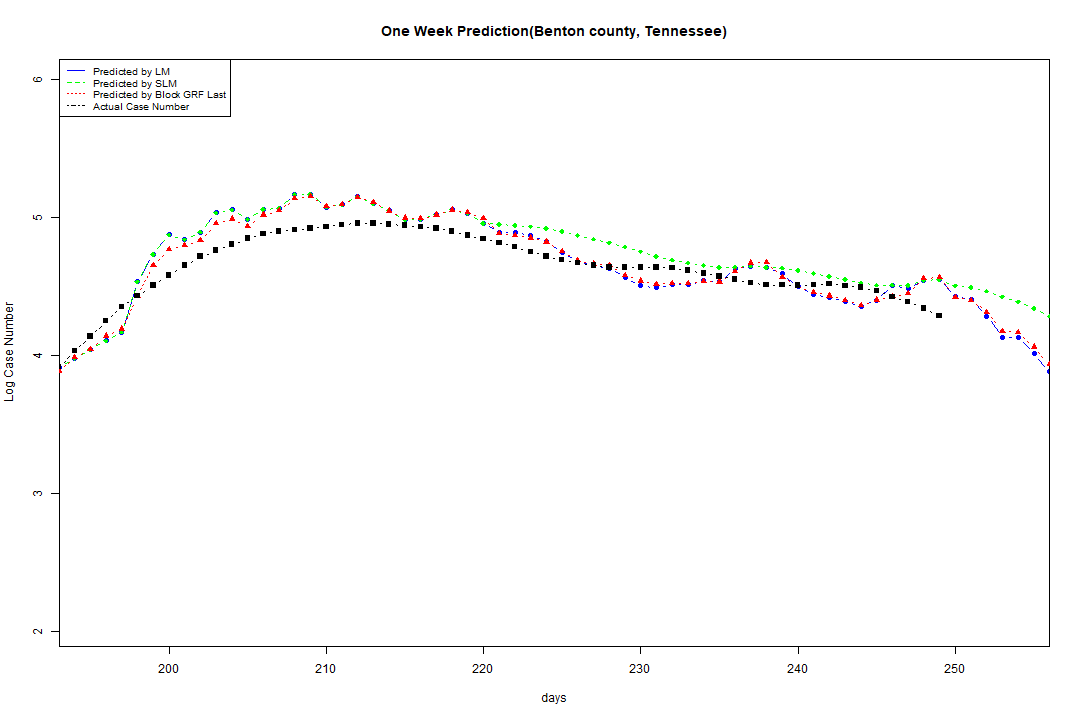 One Week Prediction(Benton county, Tennessee)
Predicted by LM
Predicted by SLM
Predicted by Block GRF Last
Actual Case Number
6
5
4
3
2
Log Case Number
200 210 220 230 240 250
days